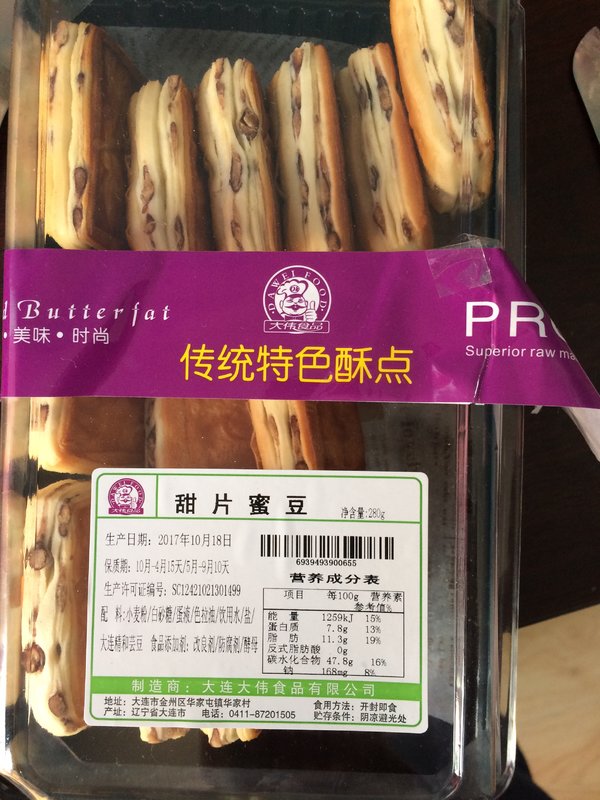 d Butterfat
• 美味 • 时尚
DAWEI FOOD
大伟食品
传统特色酥点
PRO
Superior raw ma
DAWEI FOOD
大伟食品
甜片蜜豆
净含量:280g
生产日期: 2017年10月18日
保质期: 10月-4月15天/5月-9月10天
生产许可证编号: SC12421021301499
配 料:小麦粉/白砂糖/蛋液/色拉油/饮用水/盐/
大连精和芸豆 食品添加剂: 改良剂/防腐剂/酵母
6939493900655
营养成分表
项目 每100g 营养素参考值%
能 量 1259kJ 15%
蛋白质 7.8g 13%
脂 肪 11.3g 19%
反式脂肪酸 0g
碳水化合物 47.8g 16%
钠 168mg 8%
制造商: 大连大伟食品有限公司
地址: 大连市金州区华家屯镇华家村
产址: 辽宁省大连市 电话: 0411-87201505
食用方法: 开封即食
贮存条件: 阴凉避光处